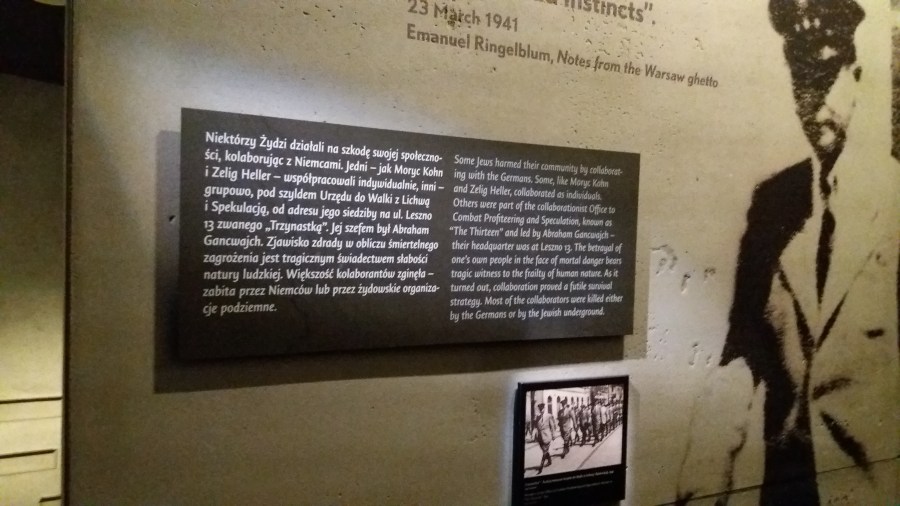 instincts".
23 March 1941
Emanuel Ringelblum, Notes from the Warsaw ghetto
Niektórzy Żydzi działali na szkodę swojej społeczno-
ści, kolaborując z Niemcami. Jedni – jak Moryc Kohn
i Zelig Heller – współpracowali indywidualnie, inni –
grupowo, pod szyldem Urzędu do Walki z Lichwą
i Spekulacją, od adresu jego siedziby na ul. Leszno
13 zwanego „Trzynastką”. Jej szefem był Abraham
Gancwajch. Zjawisko zdrady w obliczu śmiertelnego
zagrożenia jest tragicznym świadectwem słabości
natury ludzkiej. Większość kolaborantów zginęła –
zabita przez Niemców lub przez żydowskie organiza-
cje podziemne.
Some Jews harmed their community by collaborat-
ing with the Germans. Some, like Moryc Kohn
and Zelig Heller, collaborated as individuals.
Others were part of the collaborationist Office to
Combat Profiteering and Speculation, known as
“The Thirteen” and led by Abraham Gancwajch –
their headquarter was at Leszno 13. The betrayal of
one's own people in the face of mortal danger bears
tragic witness to the frailty of human nature. As it
turned out, collaboration proved a futile survival
strategy. Most of the collaborators were killed either
by the Germans or by the Jewish underground.